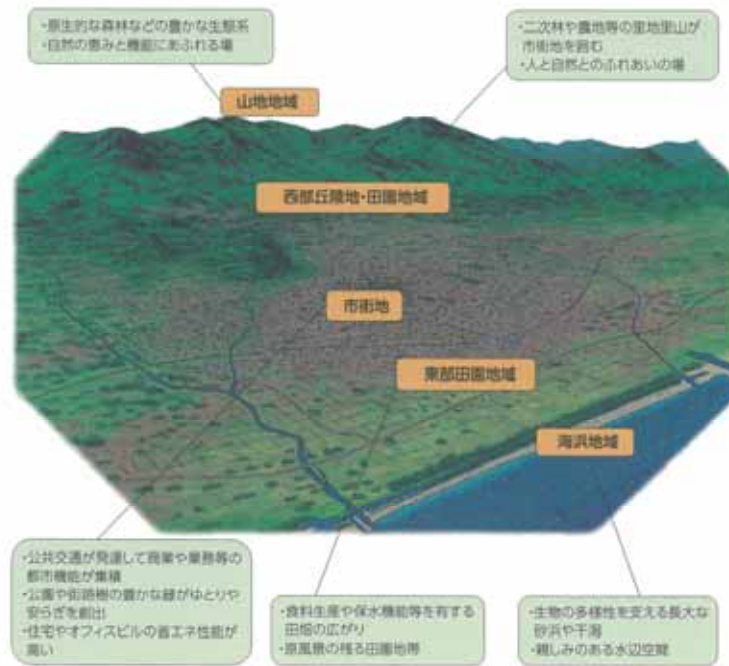 ・原生的な森林などの豊かな生態系
・自然の恵みと機能にあふれる場
・二次林や農地等の里地里山が
市街地を囲む
・人と自然とのふれあいの場
山地地域
西部丘陵地・田園地域
市街地
東部田園地域
海浜地域
・公共交通が発達して商業や業務等の
都市機能が集積
・公園や街路樹の豊かな緑がゆとりや
安らぎを創出
・住宅やオフィスビルの省エネ性能が
高い
・食料生産や保水機能等を有する
田畑の広がり
・原風景の残る田園地帯
・生物の多様性を支える長大な
砂浜や干潟
・親しみのある水辺空間